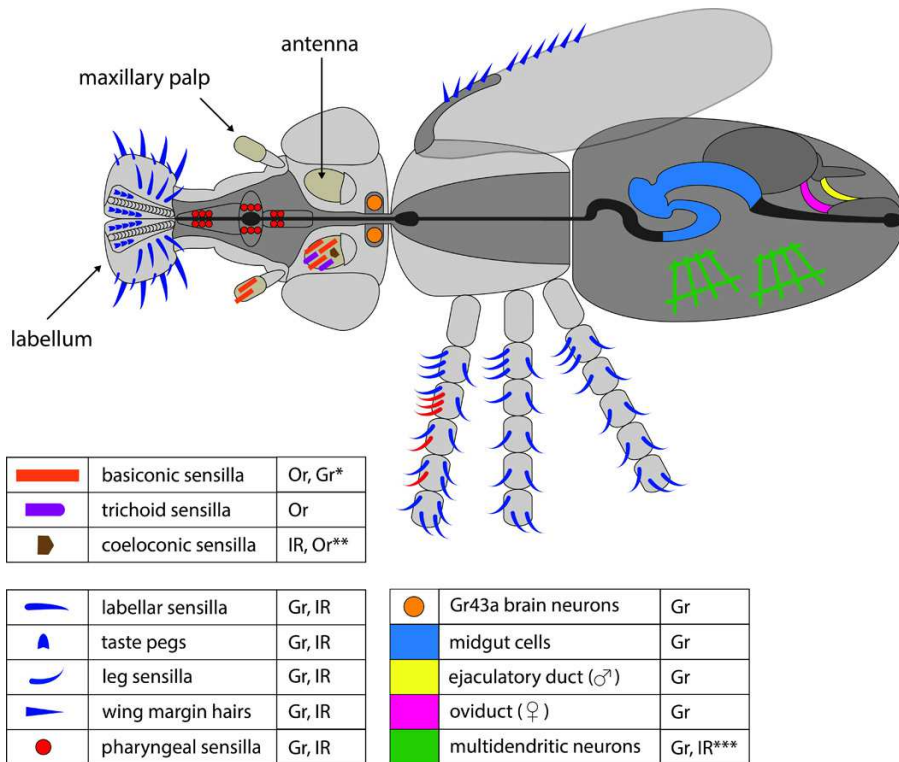 antenna
maxillary palp
labellum
basiconic sensilla Or, Gr*
trichoid sensilla Or
coeloconic sensilla IR, Or**
labellar sensilla Gr, IR
taste pegs Gr, IR
leg sensilla Gr, IR
wing margin hairs Gr, IR
pharyngeal sensilla Gr, IR
Gr43a brain neurons Gr
midgut cells Gr
ejaculatory duct (♂) Gr
oviduct (♀) Gr
multidendritic neurons Gr, IR***